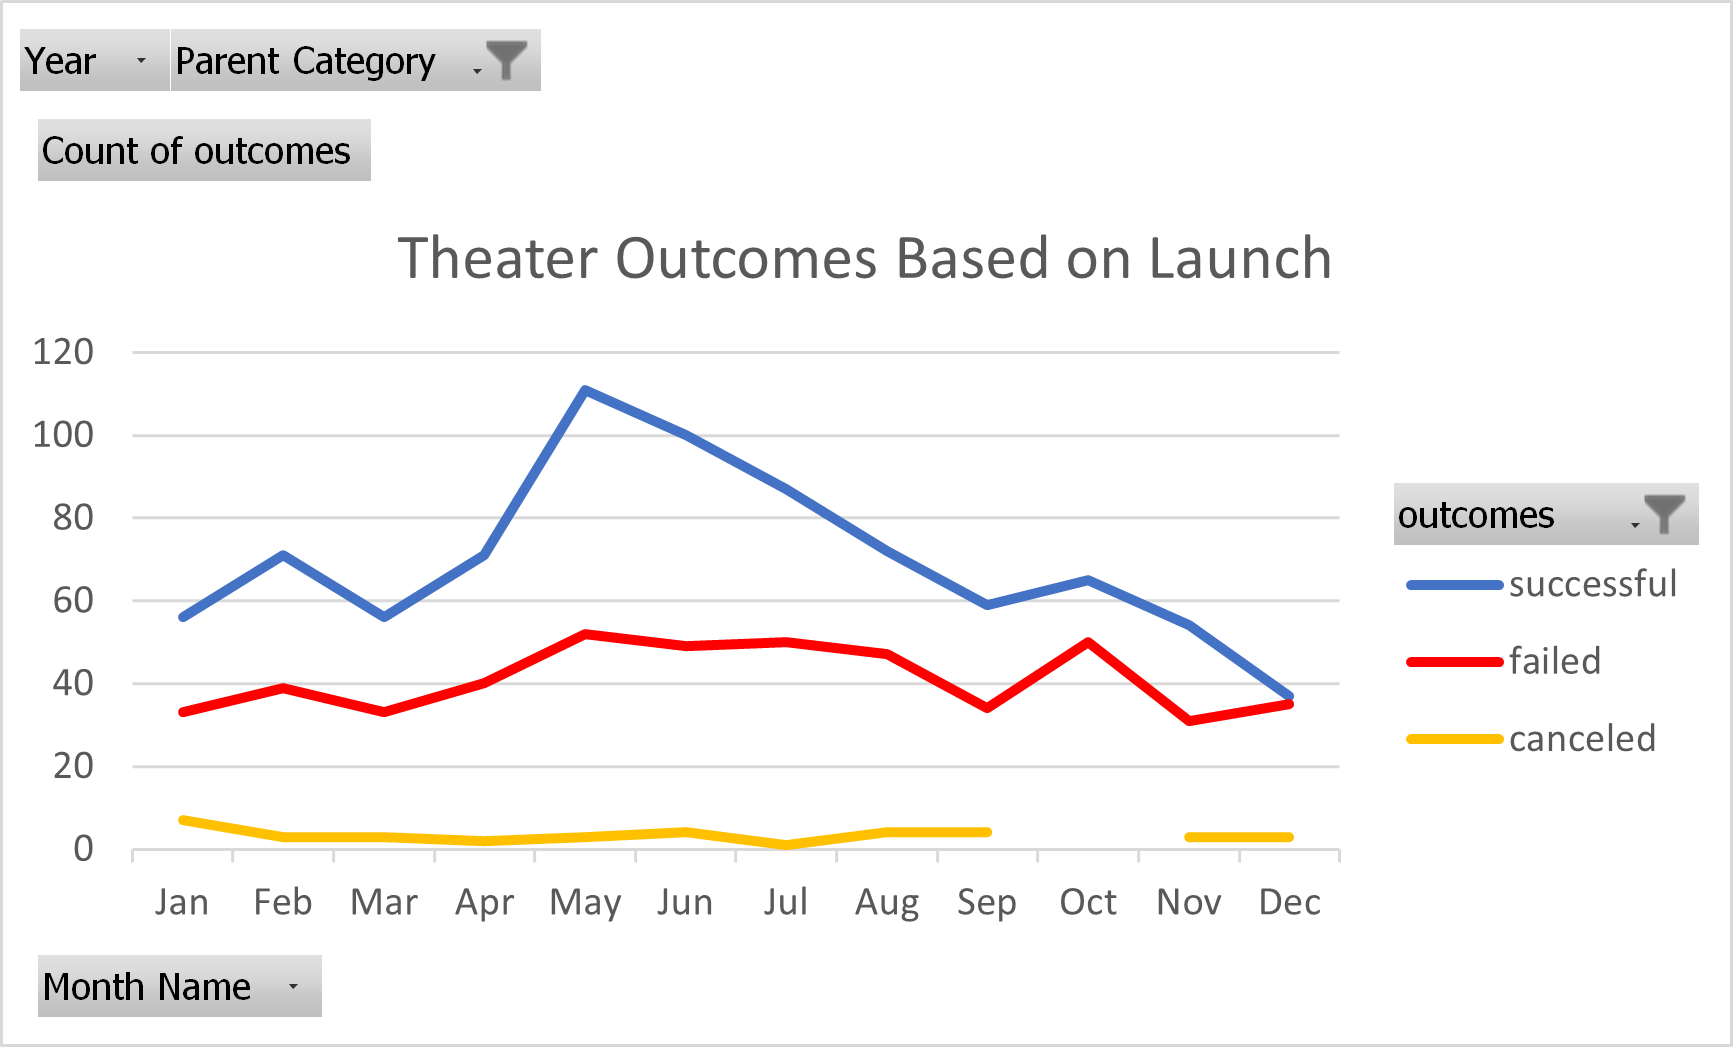 Year Parent Category
Count of outcomes
Theater Outcomes Based on Launch
120
100
80
60
40
20
0
Jan Feb Mar Apr May Jun Jul Aug Sep Oct Nov Dec
outcomes
successful
failed
canceled
Month Name